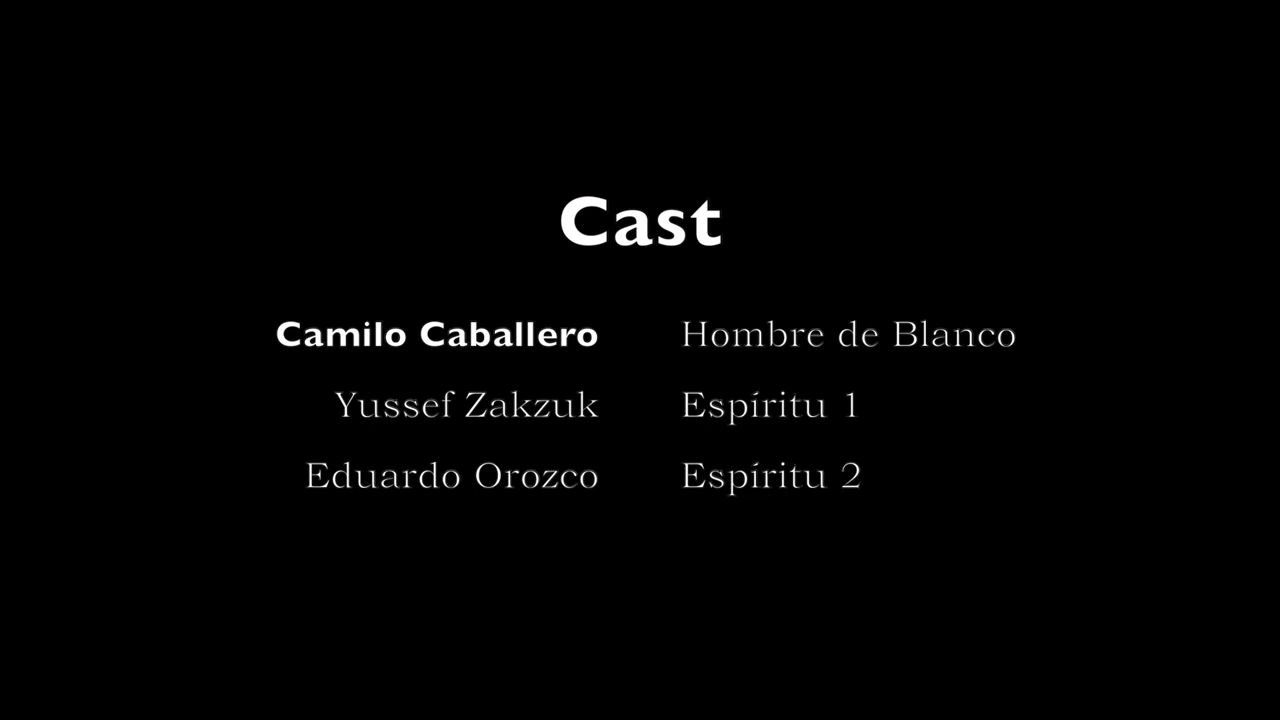 Cast
Camilo Caballero Hombre de Blanco
Yussef Zakzuk Espíritu 1
Eduardo Orozco Espíritu 2